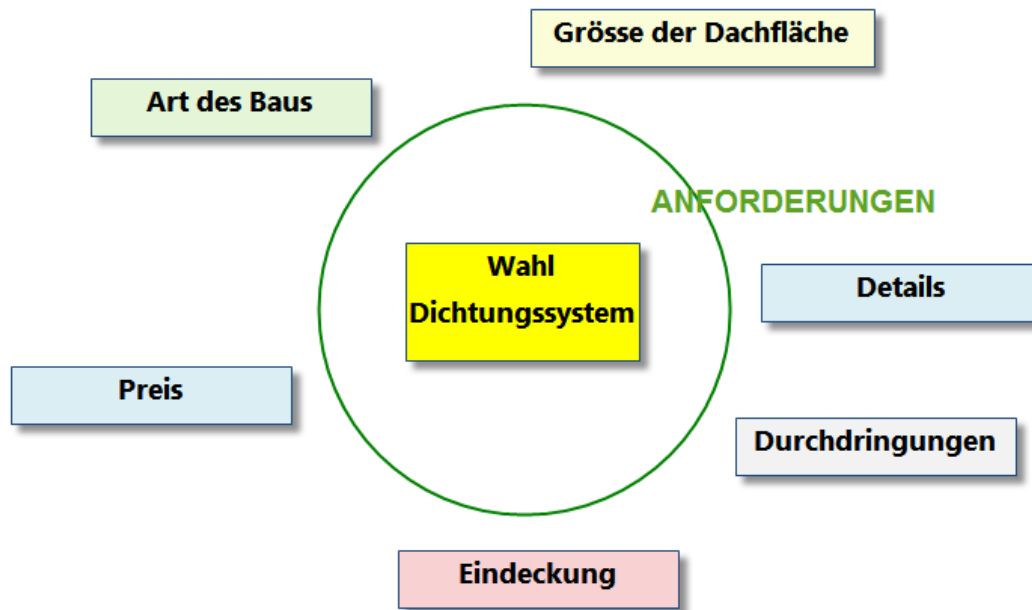 Grösse der Dachfläche
Art des Baus
ANFORDERUNGEN
Wahl
Dichtungssystem
Details
Preis
Durchdringungen
Eindeckung